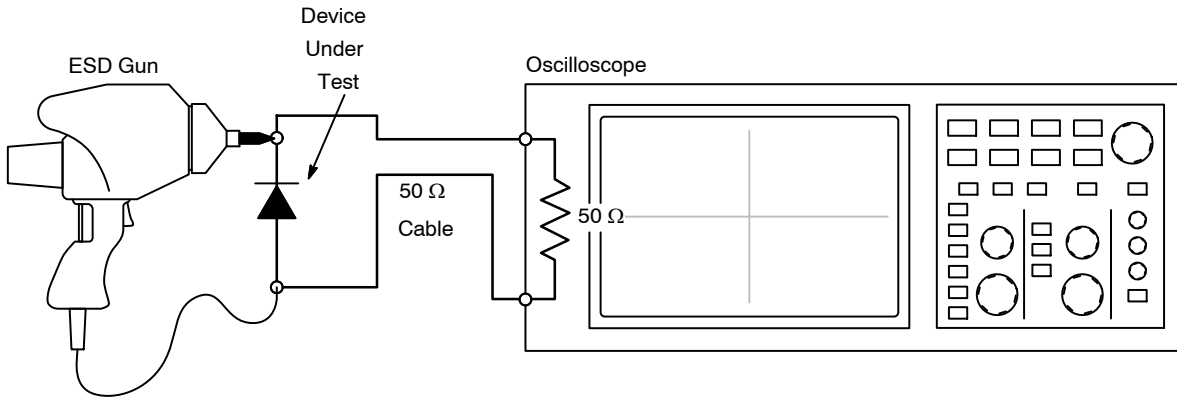 Device
Under
Test
ESD Gun
Oscilloscope
50 Ω
Cable
50 Ω